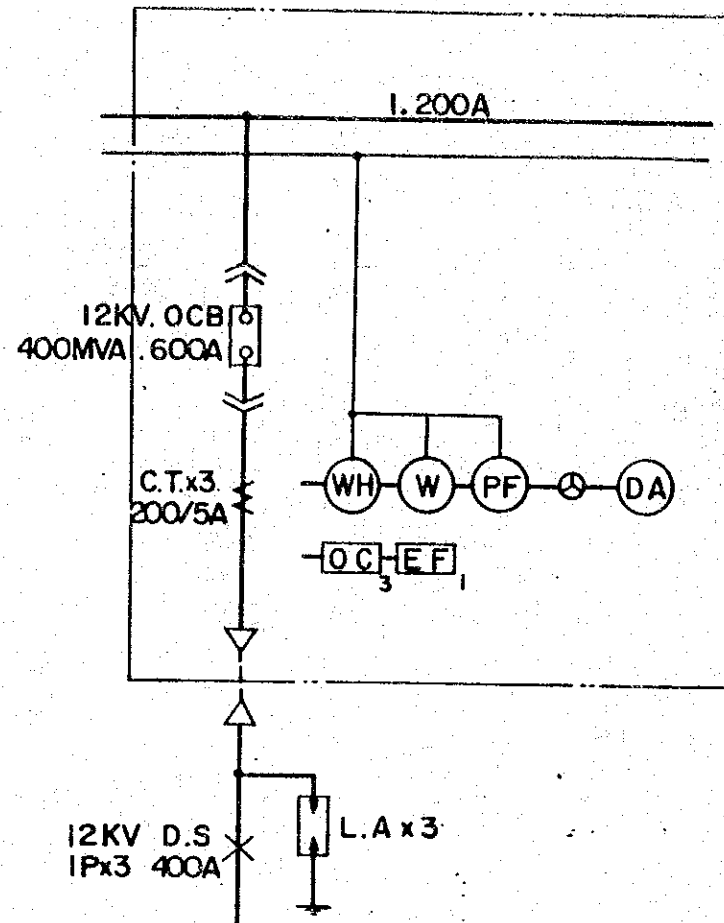 1.200A
12KV. OCB
400MVA .600A
C.T.x3
200/5A
WH W PF DA
OC 3 EF 1
L.A x3
12KV D.S
1Px3 400A